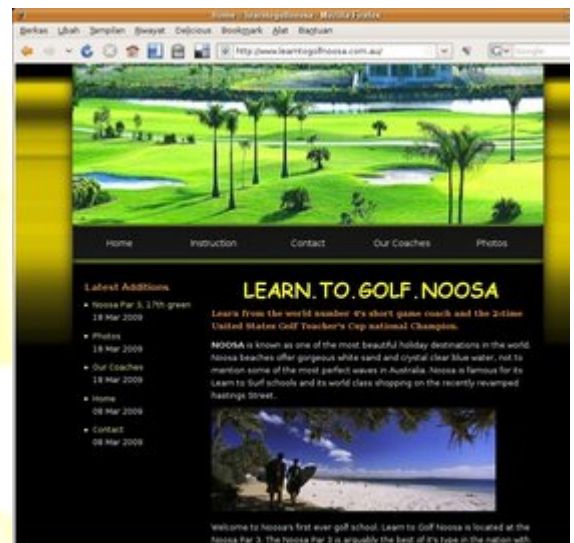 Home - learntogolfnoosa - Mozilla Firefox
Berkas Ubah Tampilan Riwayat Delicious Bookmark Alat Bantuan
http://www.learntogolfnoosa.com.au/
Google
Home Instruction Contact Our Coaches Photos
Latest Additions
Noosa Par 3, 17th green
18 Mar 2009
Photos
18 Mar 2009
Our Coaches
18 Mar 2009
Home
08 Mar 2009
Contact
08 Mar 2009
LEARN.TO.GOLF.NOOSA
Learn from the world number 4's short game coach and the 2-time
United States Golf Teacher's Cup national Champion.
NOOSA is known as one of the most beautiful holiday destinations in the world.
Noosa beaches offer gorgeous white sand and crystal clear blue water, not to
mention some of the most perfect waves in Australia. Noosa is famous for its
Learn to Surf schools and its world class shopping on the recently revamped
hastings Street.
Welcome to Noosa's first ever golf school. Learn to Golf Noosa is located at the
Noosa Par 3. The Noosa Par 3 is arguably the best of it's type in the nation with